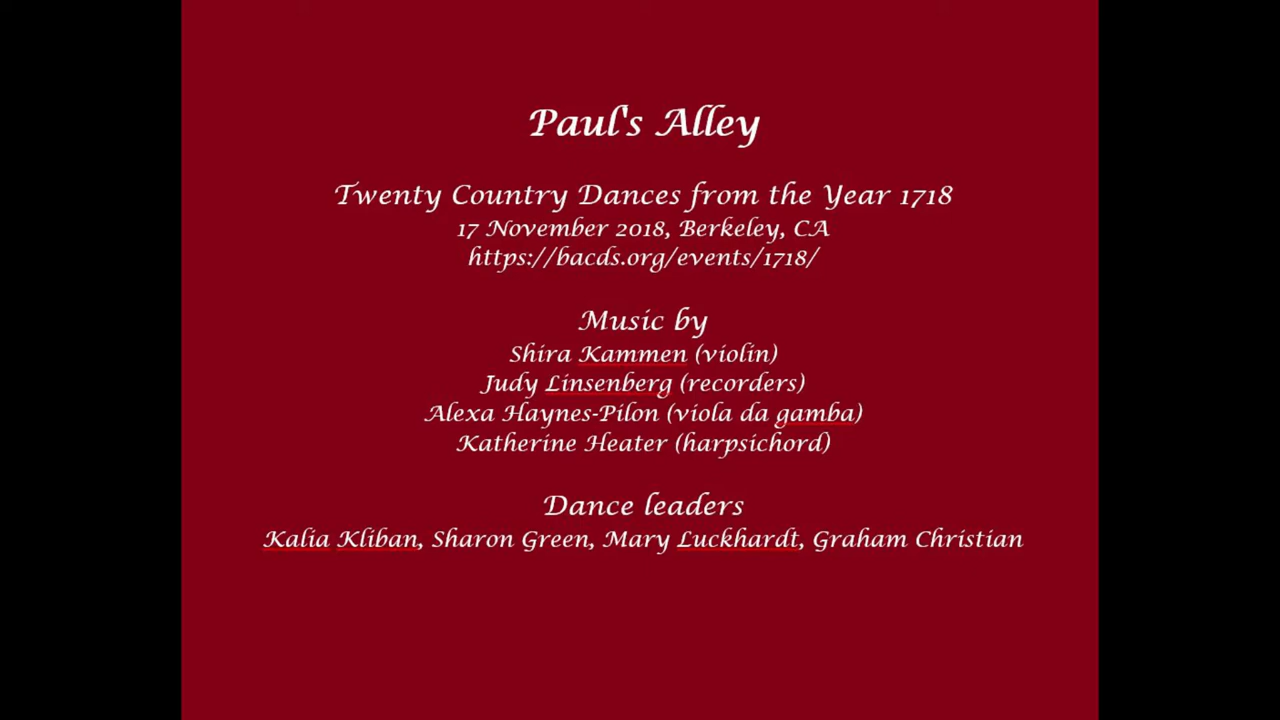 Paul's Alley
Twenty Country Dances from the Year 1718
17 November 2018, Berkeley, CA
https://bacds.org/events/1718/
Music by
Shira Kammen (violin)
Judy Linsenberg (recorders)
Alexa Haynes-Pilon (viola da gamba)
Katherine Heater (harpsichord)
Dance leaders
Kalia Kliban, Sharon Green, Mary Luckhardt, Graham Christian